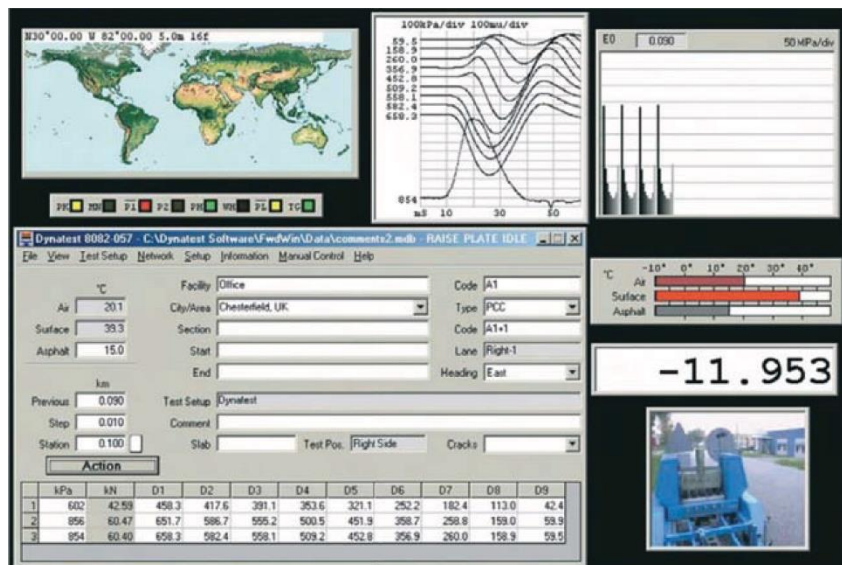 N30°00.00 W 82°00.00 5.0m 16f
PK MN P1 P2 PH WH PL TG
100kPa/div 100mu/div
59.5
158.9
260.0
356.9
452.8
509.2
558.1
582.4
658.3
854
mS 10 30 50
E0 0.090 50 MPa/div
Dynatest 8082-057 - C:\Dynatest Software\FwdWin\Data\comments2.mdb - RAISE PLATE IDLE
File View Test Setup Network Setup Information Manual Control Help
°C
Air 20.1
Surface 39.3
Asphalt 15.0
km
Previous 0.090
Step 0.010
Station 0.100
Action
Facility Office
City/Area Chesterfield, UK
Section
Start
End
Code A1
Type PCC
Code A1+1
Lane Right-1
Heading East
Test Setup Dynatest
Comment
Slab Test Pos. Right Side Cracks
kPa kN D1 D2 D3 D4 D5 D6 D7 D8 D9
1 602 42.59 458.3 417.6 391.1 353.6 321.1 252.2 182.4 113.0 42.4
2 856 60.47 651.7 586.7 555.2 500.5 451.9 358.7 258.8 159.0 59.9
3 854 60.40 658.3 582.4 558.1 509.2 452.8 356.9 260.0 158.9 59.5
°C -10° 0° 10° 20° 30° 40°
Air
Surface
Asphalt
-11.953